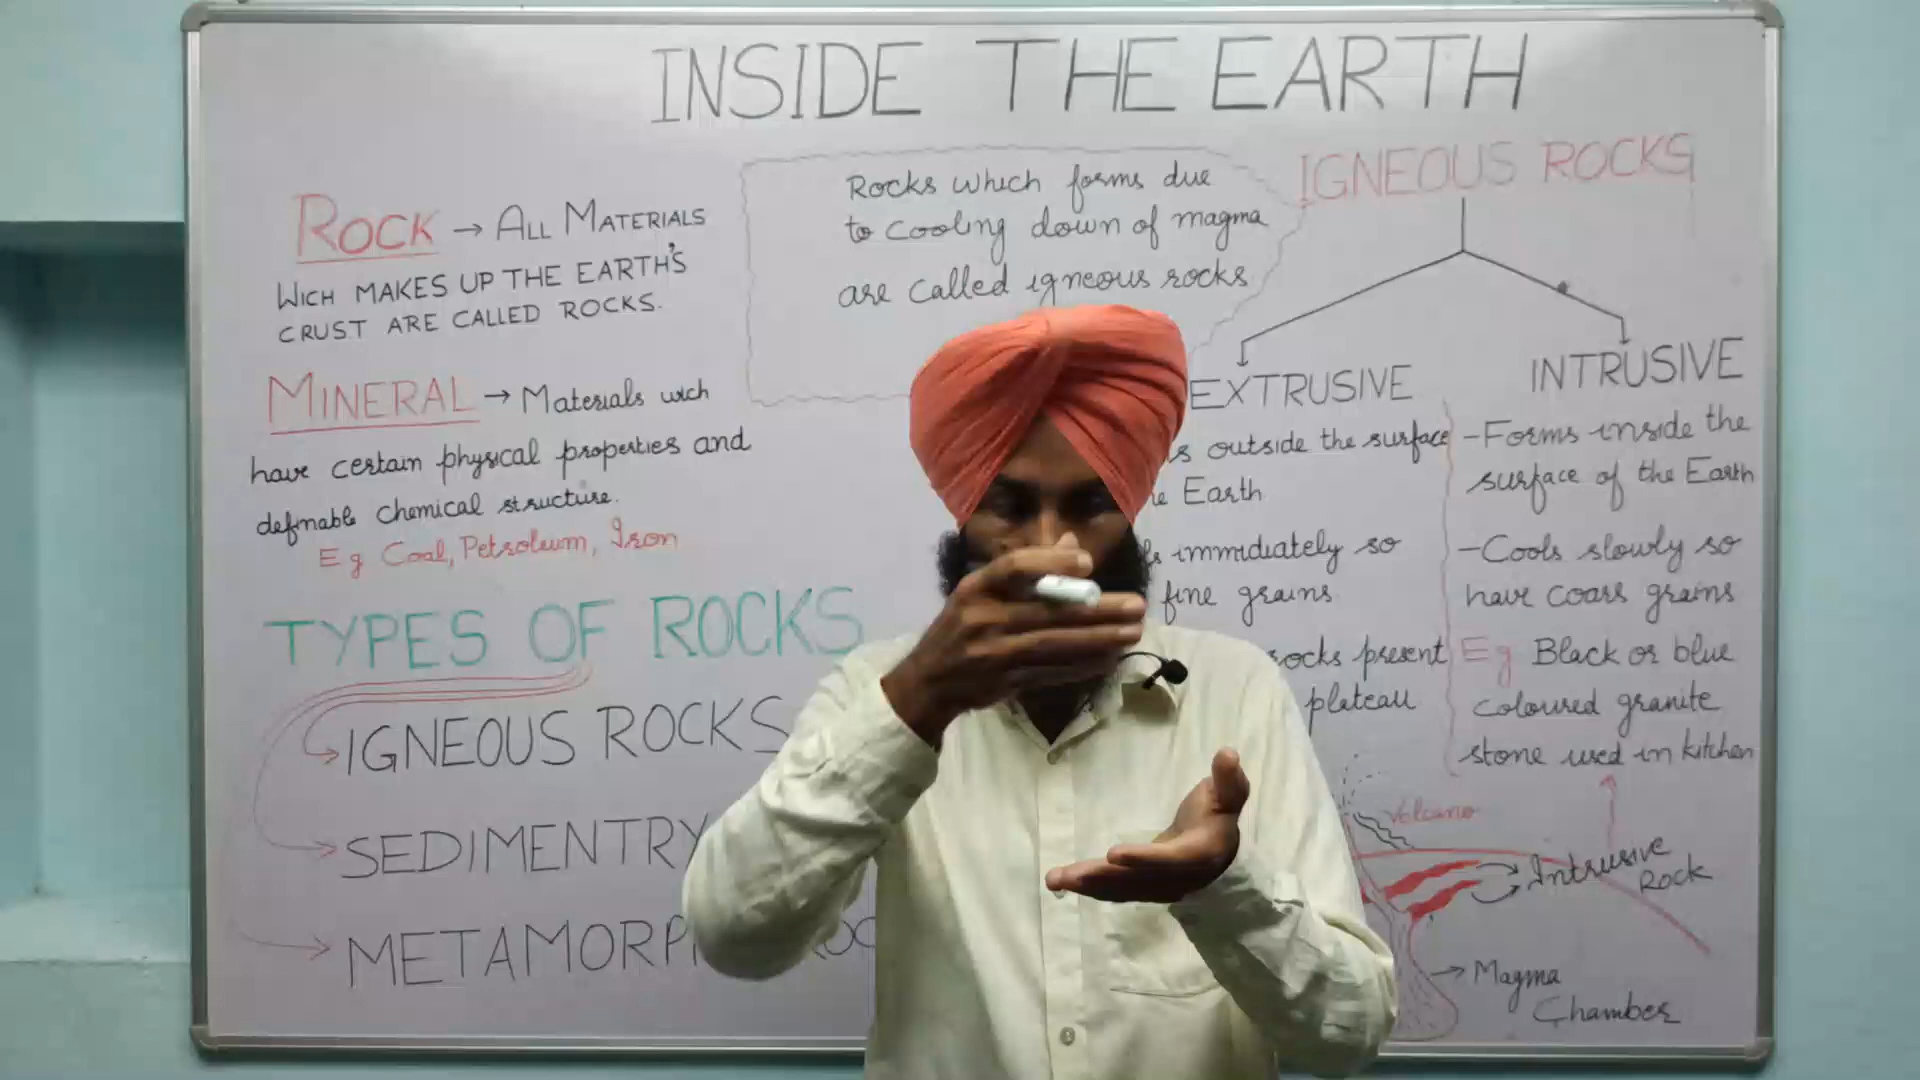 INSIDE THE EARTH
ROCK → ALL MATERIALS
WICH MAKES UP THE EARTH'S
CRUST ARE CALLED ROCKS.
MINERAL → Materials wich
have certain physical properties and
definable chemical structure.
Eg Coal, Petroleum, Iron
TYPES OF ROCKS
IGNEOUS ROCKS
SEDIMENTRY
METAMORP
Rocks which forms due
to cooling down of magma
are called igneous rocks
IGNEOUS ROCKS
EXTRUSIVE
outside the surface
Earth
immidiately so
fine grains
rocks present
plateau
INTRUSIVE
-Forms inside the
surface of the Earth
-Cools slowly so
have coars grains
Eg Black or blue
coloured granite
stone used in kitchen
Volcano
→ Intrusive
Rock
→ Magma
Chamber